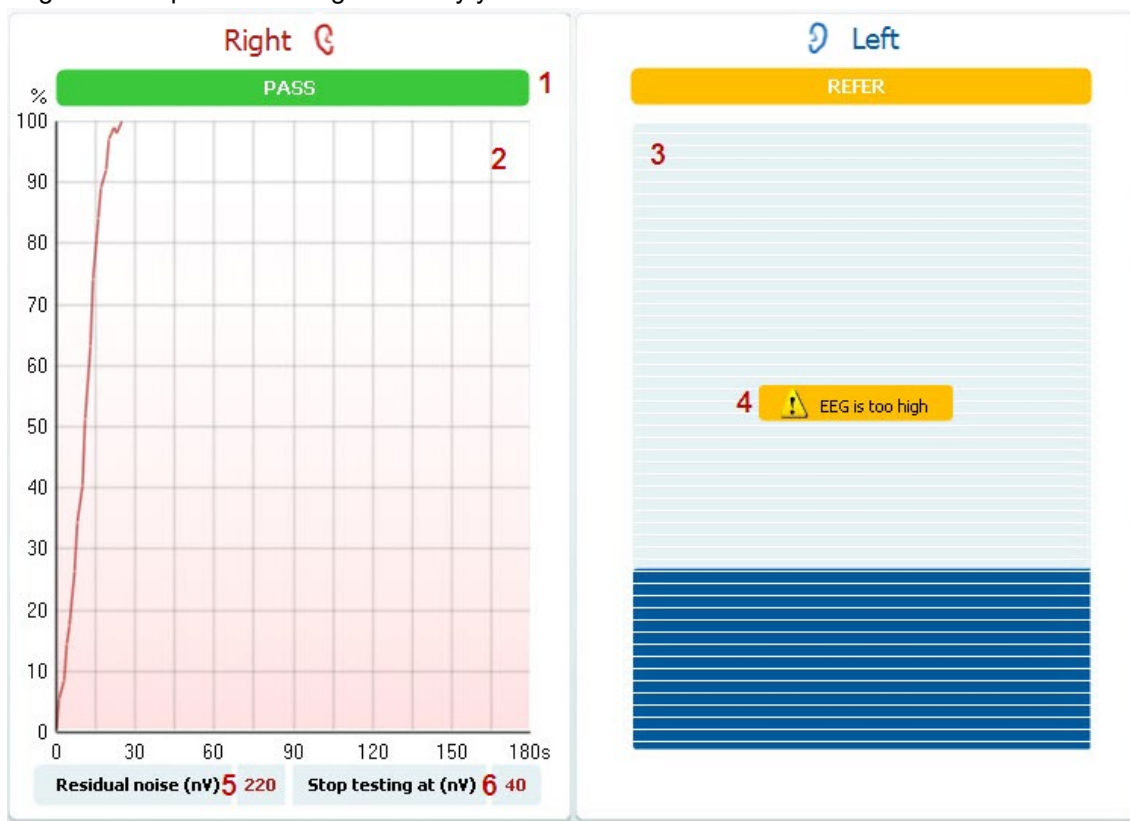 Right
PASS 1
%
100
2
90
80
70
60
50
40
30
20
10
0
0 30 60 90 120 150 180s
Residual noise (nV) 5 220 Stop testing at (nV) 6 40
Left
REFER
3
4 EEG is too high